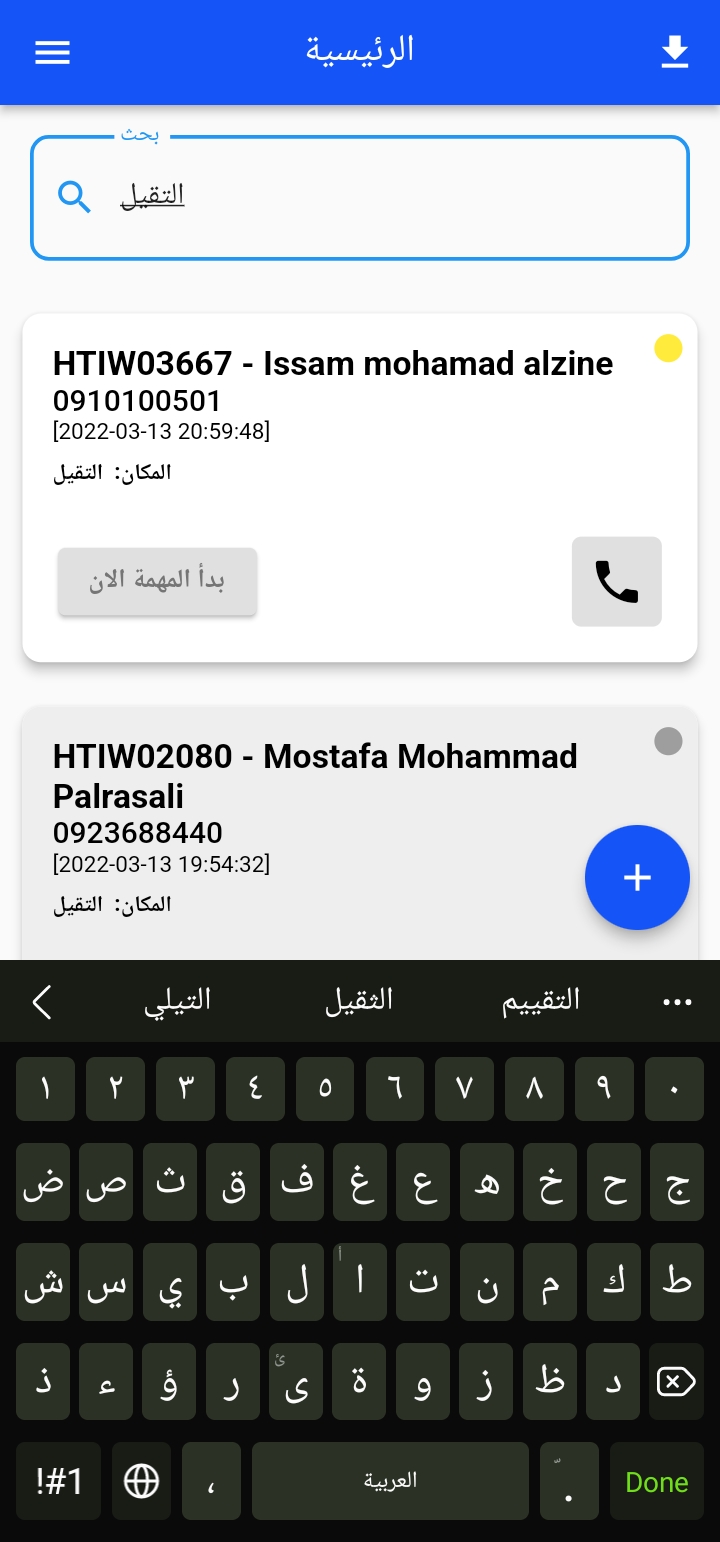 الرئيسية
بحث
التقيل
HTIW03667 - Issam mohamad alzine
0910100501
[2022-03-13 20:59:48]
المكان: التقيل
بدأ المهمة الان
HTIW02080 - Mostafa Mohammad
Palrasali
0923688440
[2022-03-13 19:54:32]
المكان: التقيل
+
التيلي الثقيل التقييم
١ ٢ ٣ ٤ ٥ ٦ ٧ ٨ ٩ ٠
ض ص ث ق ف غ ع ه خ ح ج
ش س ي ب ل ا أ ت ن م ك ط
ذ ء ؤ ر ى ئ ة و ز ظ د
!#1 ، العربية . Done